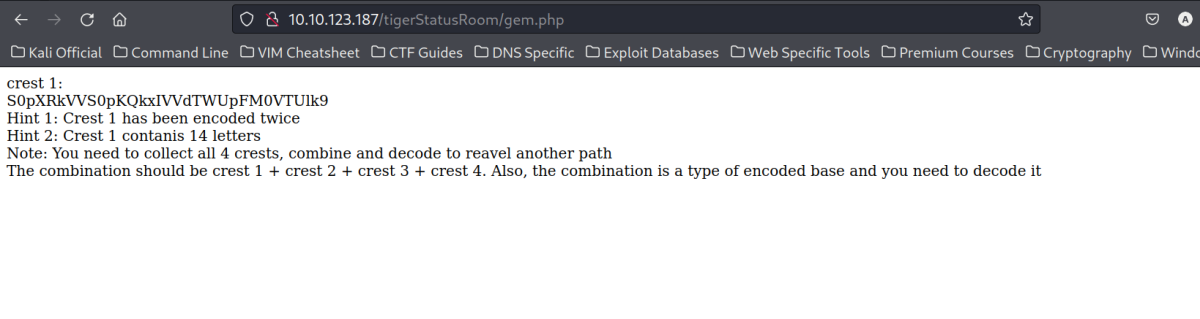 10.10.123.187/tigerStatusRoom/gem.php
A
Kali Official Command Line VIM Cheatsheet CTF Guides DNS Specific Exploit Databases Web Specific Tools Premium Courses Cryptography Windo
crest 1:
S0pXRkVVS0pKQkxIVVdTWUpFM0VTUlk9
Hint 1: Crest 1 has been encoded twice
Hint 2: Crest 1 contanis 14 letters
Note: You need to collect all 4 crests, combine and decode to reavel another path
The combination should be crest 1 + crest 2 + crest 3 + crest 4. Also, the combination is a type of encoded base and you need to decode it